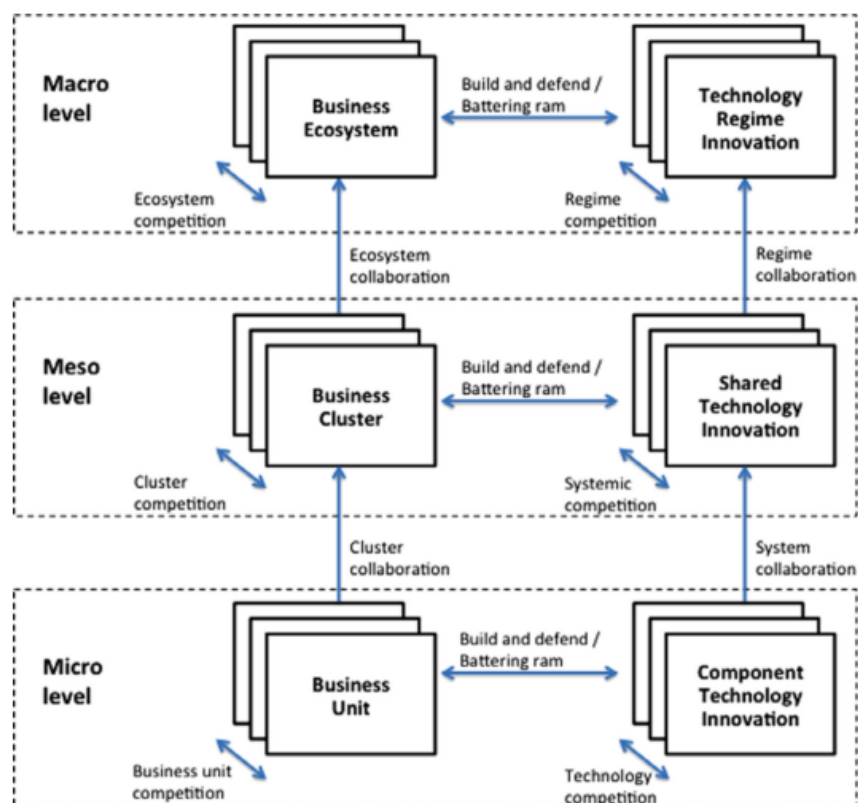 Macro
level
Business
Ecosystem
Build and defend /
Battering ram
Technology
Regime
Innovation
Ecosystem
competition
Regime
competition
Ecosystem
collaboration
Regime
collaboration
Meso
level
Business
Cluster
Build and defend /
Battering ram
Shared
Technology
Innovation
Cluster
competition
Systemic
competition
Cluster
collaboration
System
collaboration
Micro
level
Business
Unit
Build and defend /
Battering ram
Component
Technology
Innovation
Business unit
competition
Technology
competition